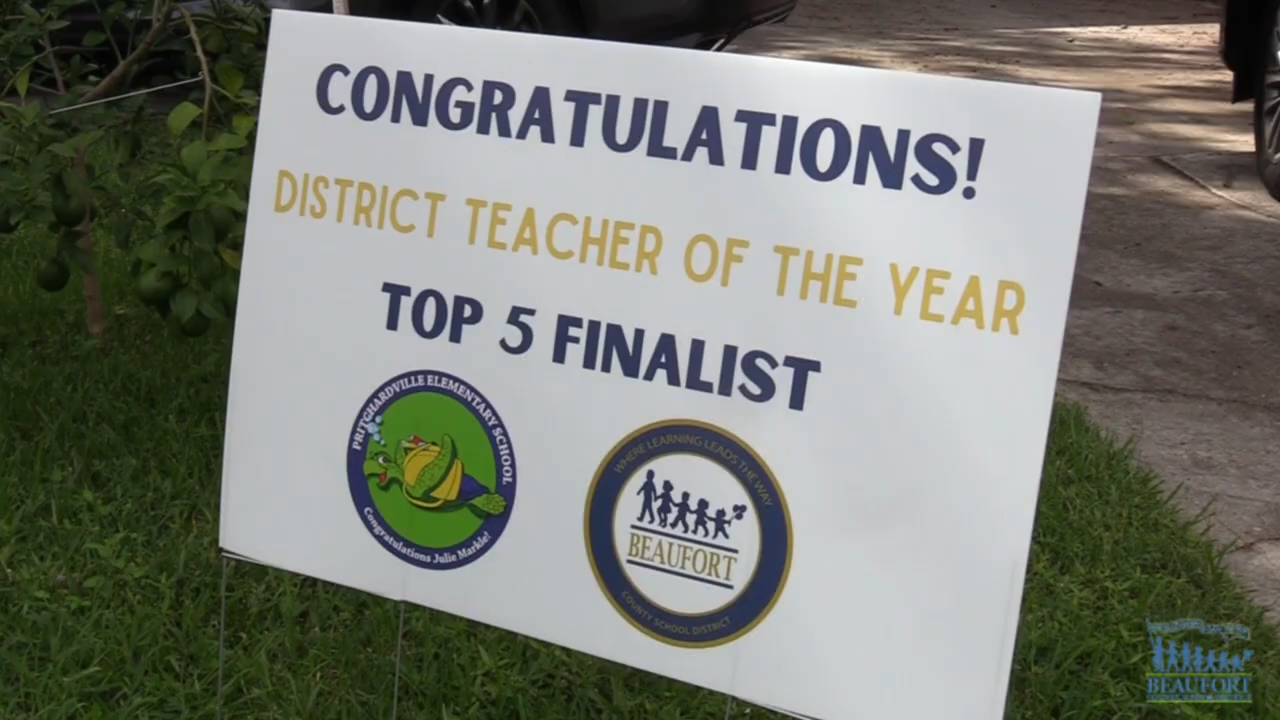 CONGRATULATIONS!
DISTRICT TEACHER OF THE YEAR
TOP 5 FINALIST
PRITCHARDVILLE ELEMENTARY SCHOOL
Congratulations Julie Markle!
WHERE LEARNING LEADS THE WAY
BEAUFORT
COUNTY SCHOOL DISTRICT
BEAUFORT